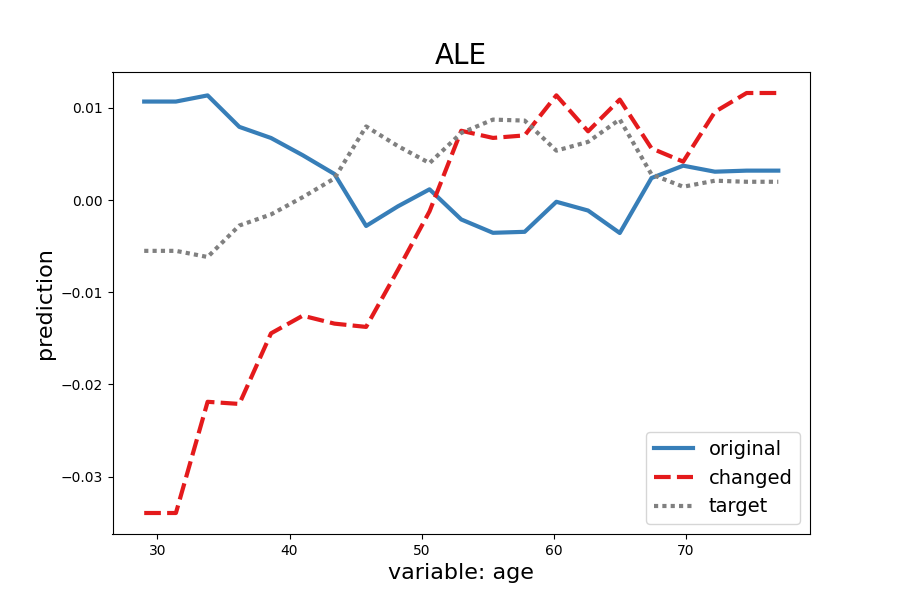 ALE
prediction
0.01
0.00
−0.01
−0.02
−0.03
original
changed
target
30 40 50 60 70
variable: age